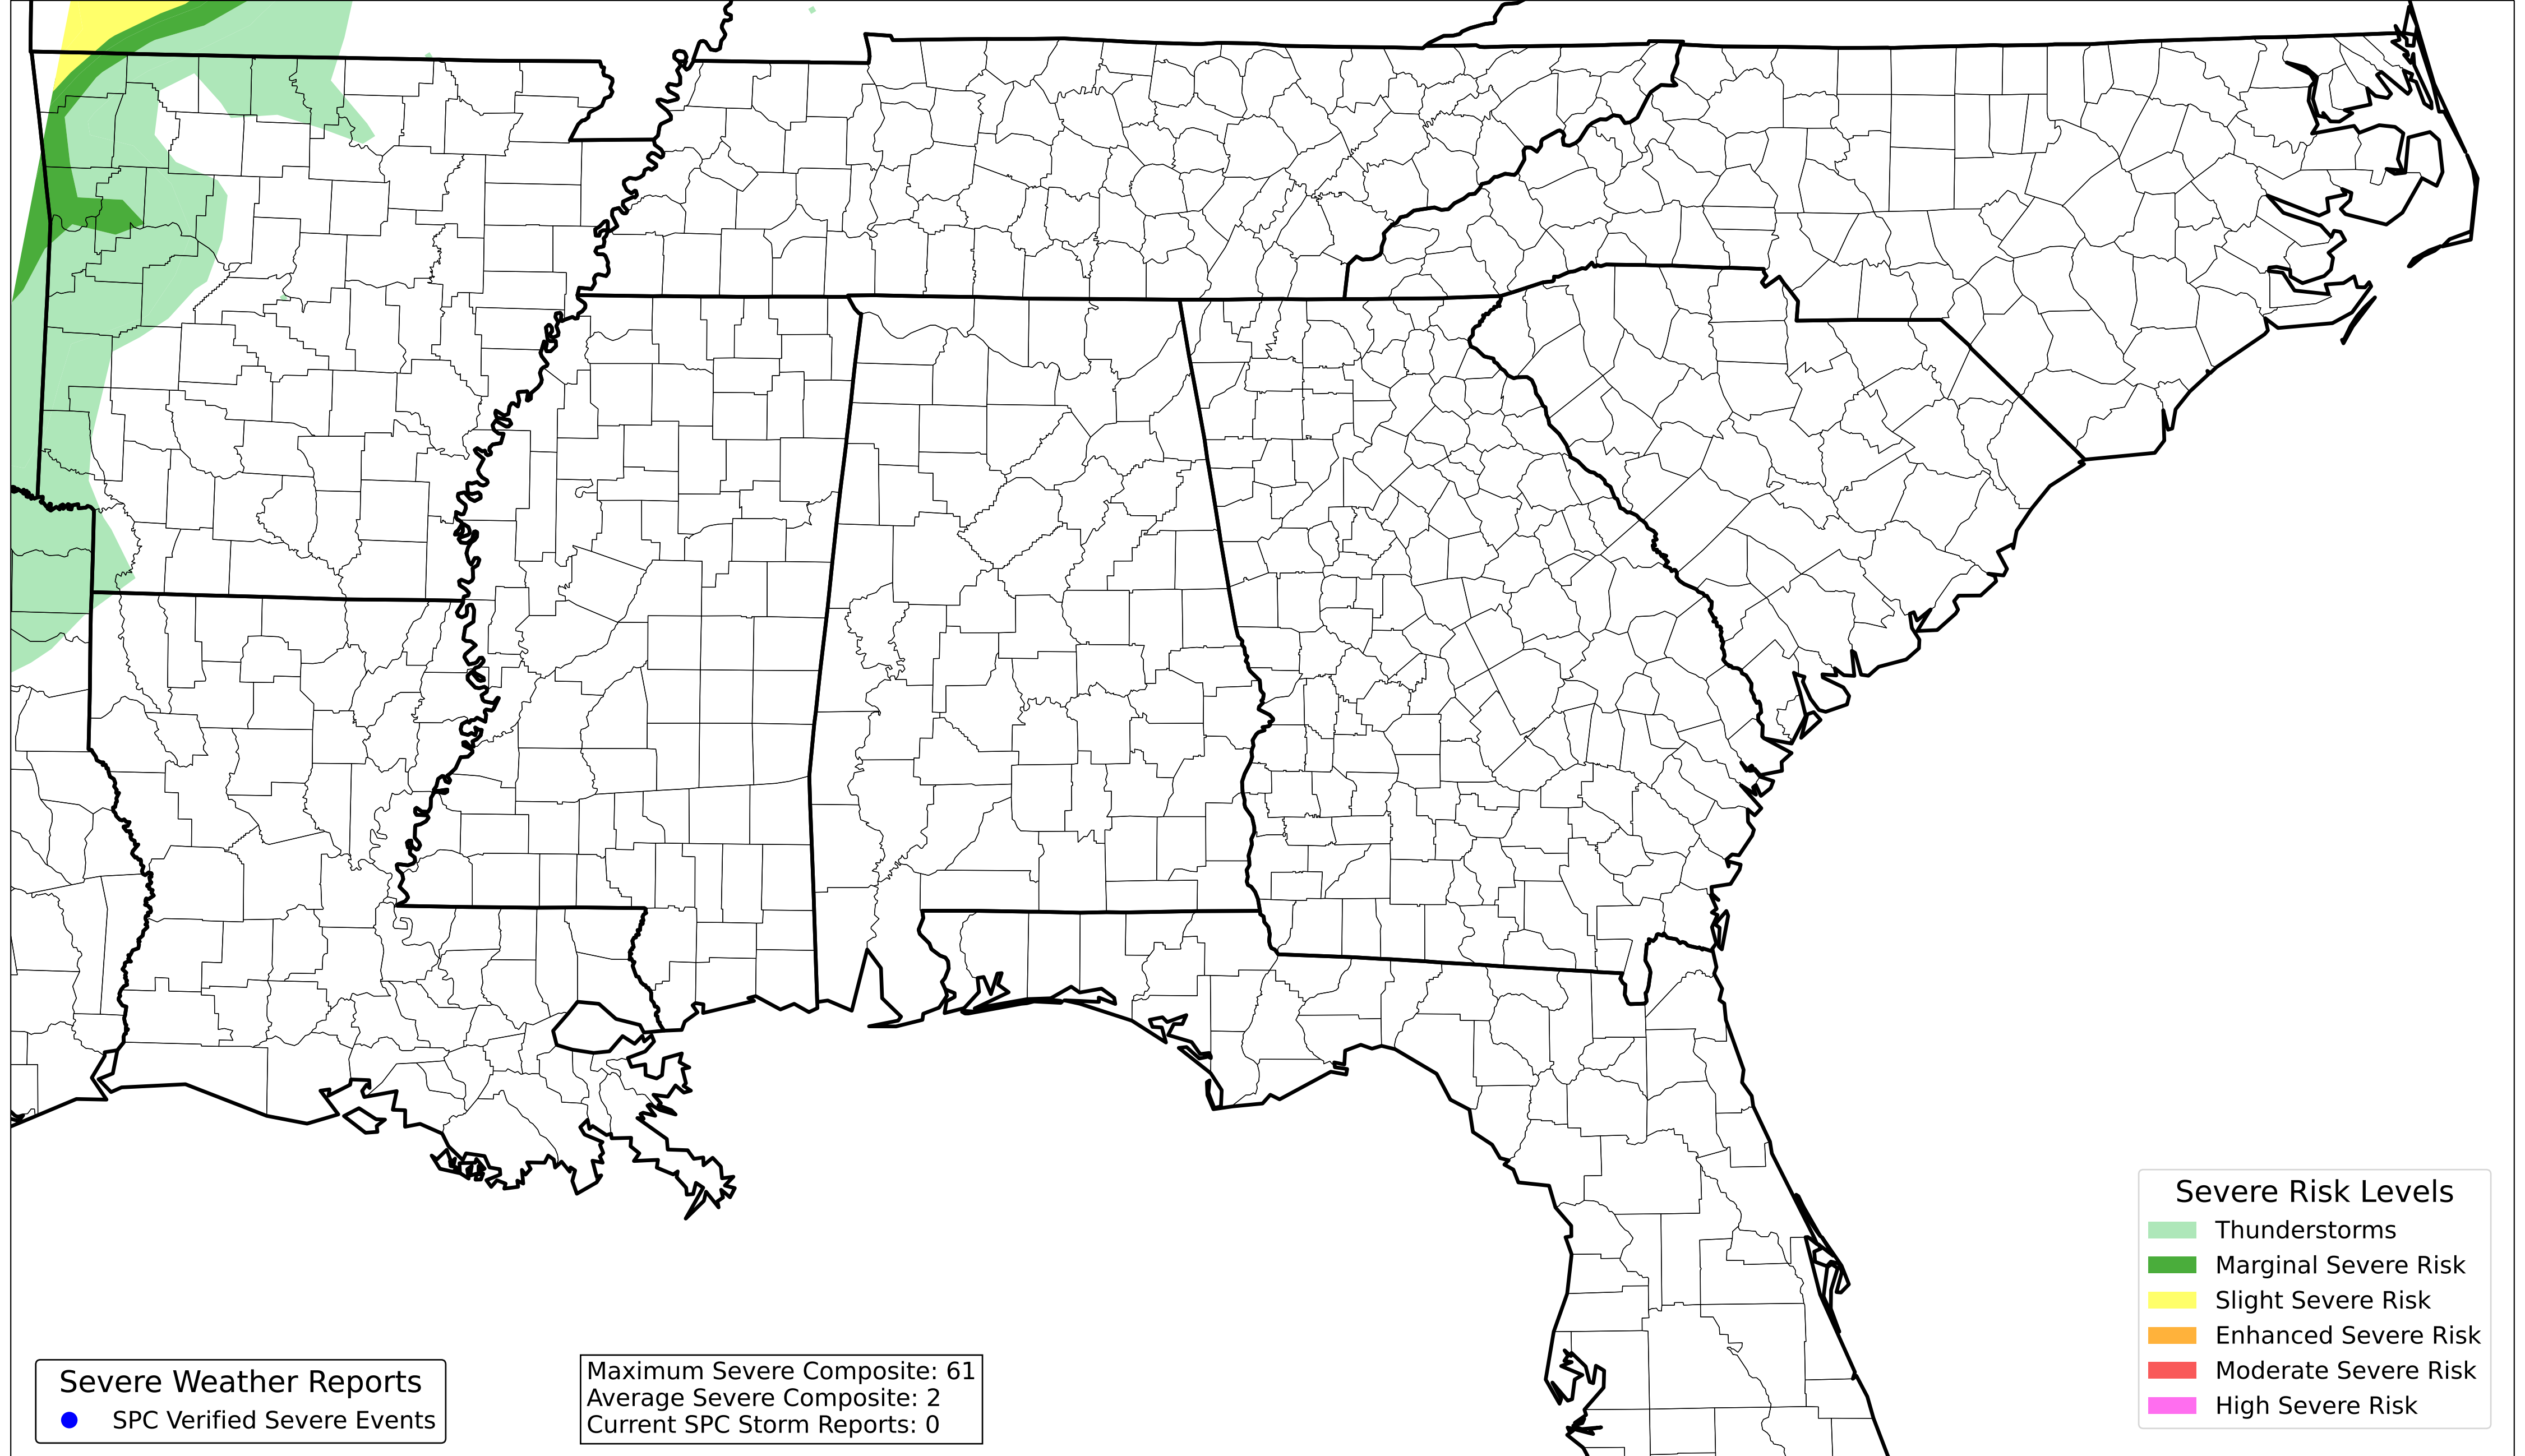 Severe Risk Levels
Thunderstorms
Marginal Severe Risk
Slight Severe Risk
Enhanced Severe Risk
Moderate Severe Risk
High Severe Risk
Severe Weather Reports
SPC Verified Severe Events
Maximum Severe Composite: 61
Average Severe Composite: 2
Current SPC Storm Reports: 0